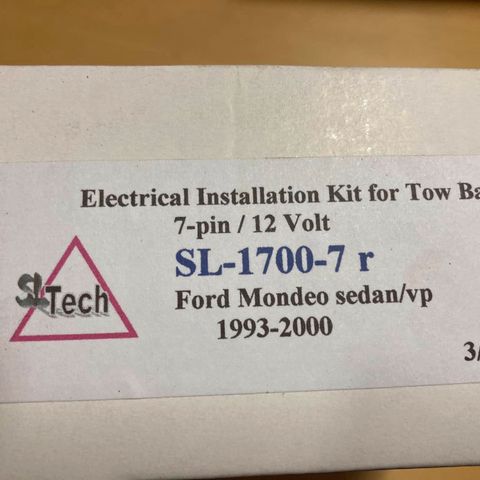 Electrical Installation Kit for Tow Ba
7-pin / 12 Volt
SL-1700-7 r
SL Tech
Ford Mondeo sedan/vp
1993-2000
3/